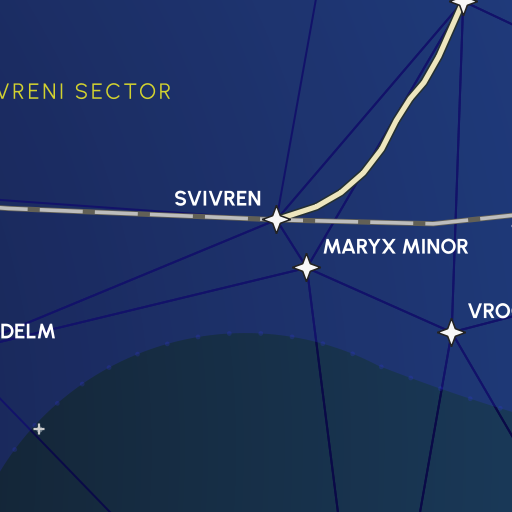 VRENI SECTOR
SVIVREN
MARYX MINOR
VRO
DELM